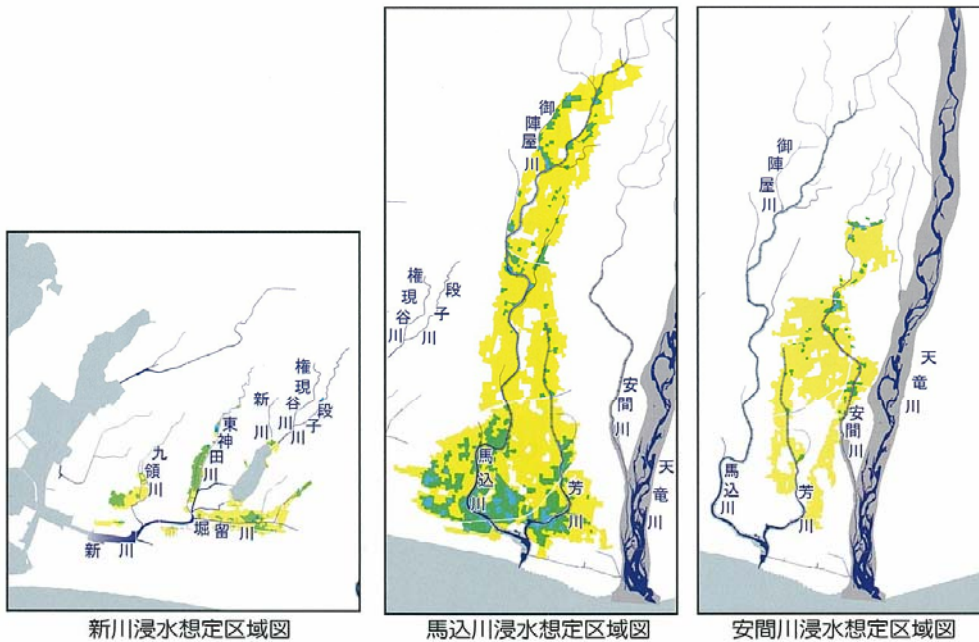 権現谷川
段子川
新川
東神田川
九領川
堀留川
新川
新川浸水想定区域図
御陣屋川
権現谷川
段子川
安間川
馬込川
芳川
天竜川
馬込川浸水想定区域図
御陣屋川
天竜川
安間川
馬込川
芳川
安間川浸水想定区域図